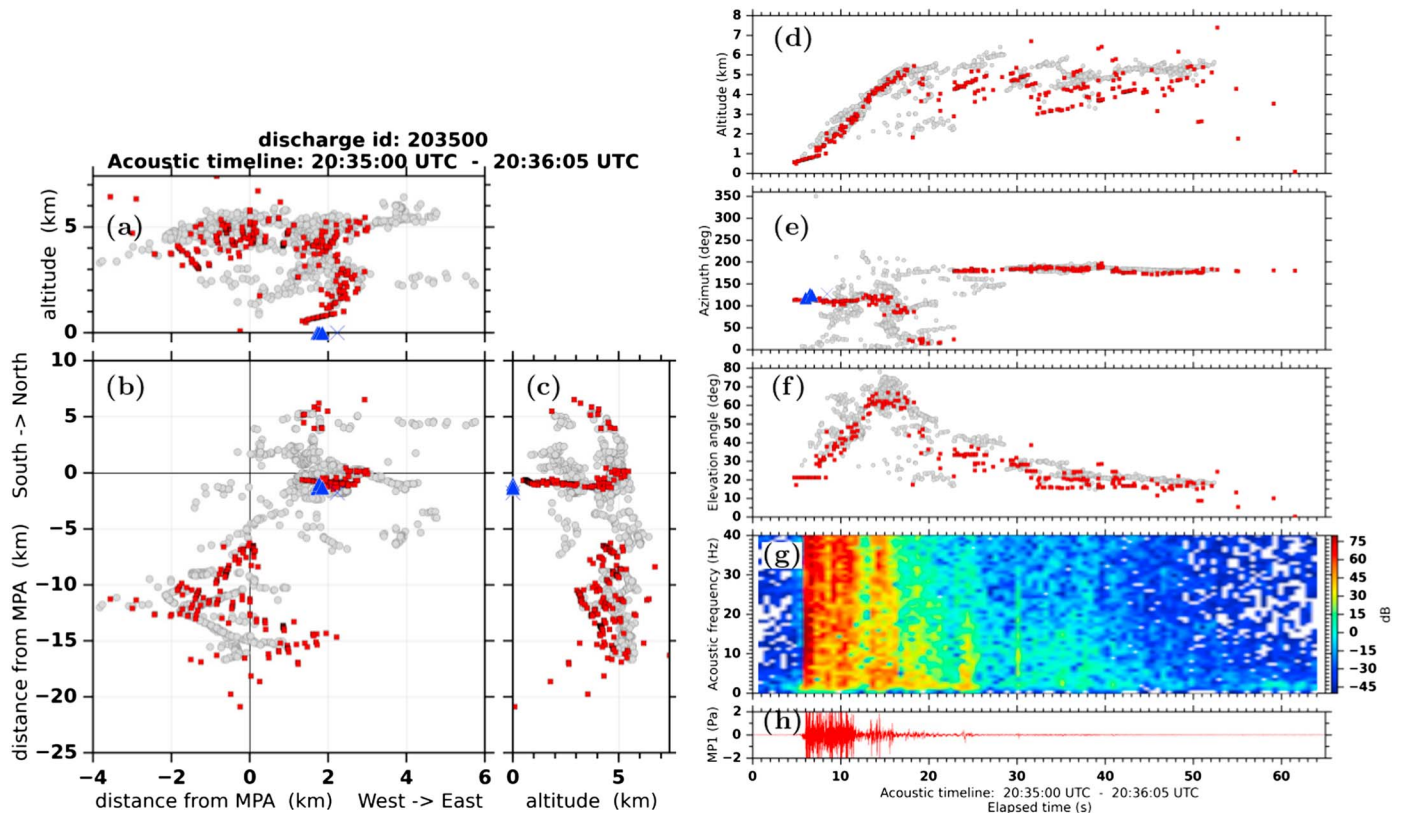 discharge id: 203500
Acoustic timeline: 20:35:00 UTC - 20:36:05 UTC
altitude (km)
5
0
(a)
South -> North
distance from MPA (km)
10
5
0
−5
−10
−15
−20
−25
(b)
−4 −2 0 2 4 6
distance from MPA (km) West -> East
(c)
0 5
altitude (km)
Altitude (km)
8
7
6
5
4
3
2
1
0
(d)
Azimuth (deg)
350
300
250
200
150
100
50
0
(e)
Elevation angle (deg)
80
70
60
50
40
30
20
10
0
(f)
Acoustic frequency (Hz)
40
30
20
10
0
(g)
75
60
45
30
15
0
−15
−30
−45
dB
MP1 (Pa)
2
0
−2
(h)
0 10 20 30 40 50 60
Acoustic timeline: 20:35:00 UTC - 20:36:05 UTC
Elapsed time (s)